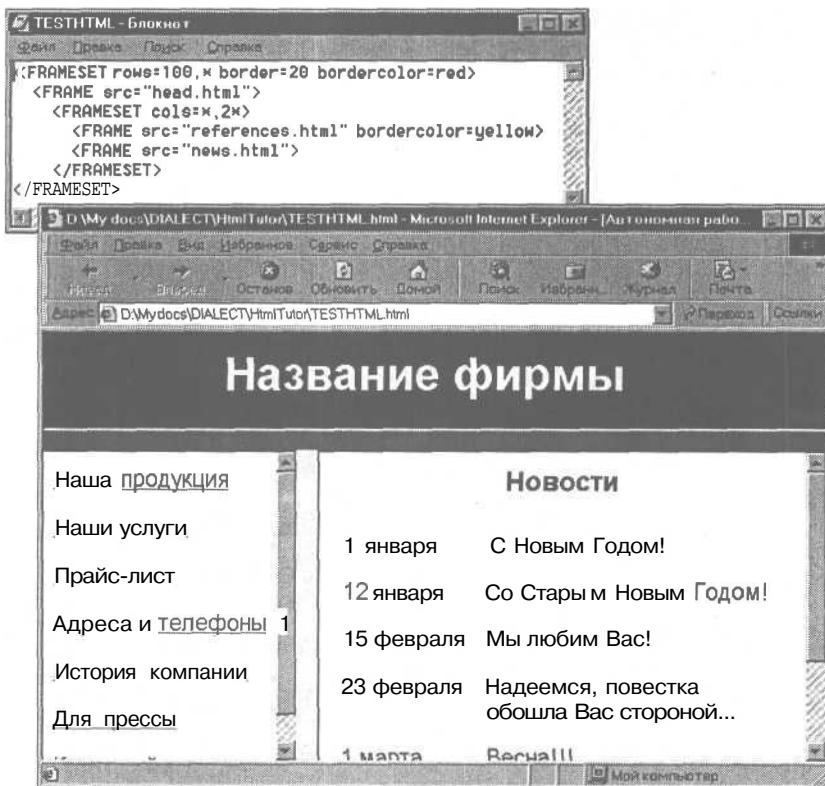 TESTHTML - Блокнот
Файл Правка Поиск Справка
<FRAMESET rows=100,* border=20 bordercolor=red>
<FRAME src="head.html">
<FRAMESET cols=*,2*>
<FRAME src="references.html" bordercolor=yellow>
<FRAME src="news.html">
</FRAMESET>
</FRAMESET>
D:\My docs\DIALECT\HtmlTutor\TESTHTML.html - Microsoft Internet Explorer - [Автономная рабо...
Файл Правка Вид Избранное Сервис Справка
Назад Вперед Останов Обновить Домой Поиск Избранн. Журнал Почта
Адрес D:\Mydocs\DIALECT\HtmlTutor\TESTHTML.html Переход Ссылки
Название фирмы
Наша продукция
Наши услуги
Прайс-лист
Адреса и телефоны 1
История компании
Для прессы
Новости
1 января С Новым Годом!
12 января Со Старым Новым Годом!
15 февраля Мы любим Вас!
23 февраля Надеемся, повестка
обошла Вас стороной...
1 марта Весна!!!
Мой компьютер